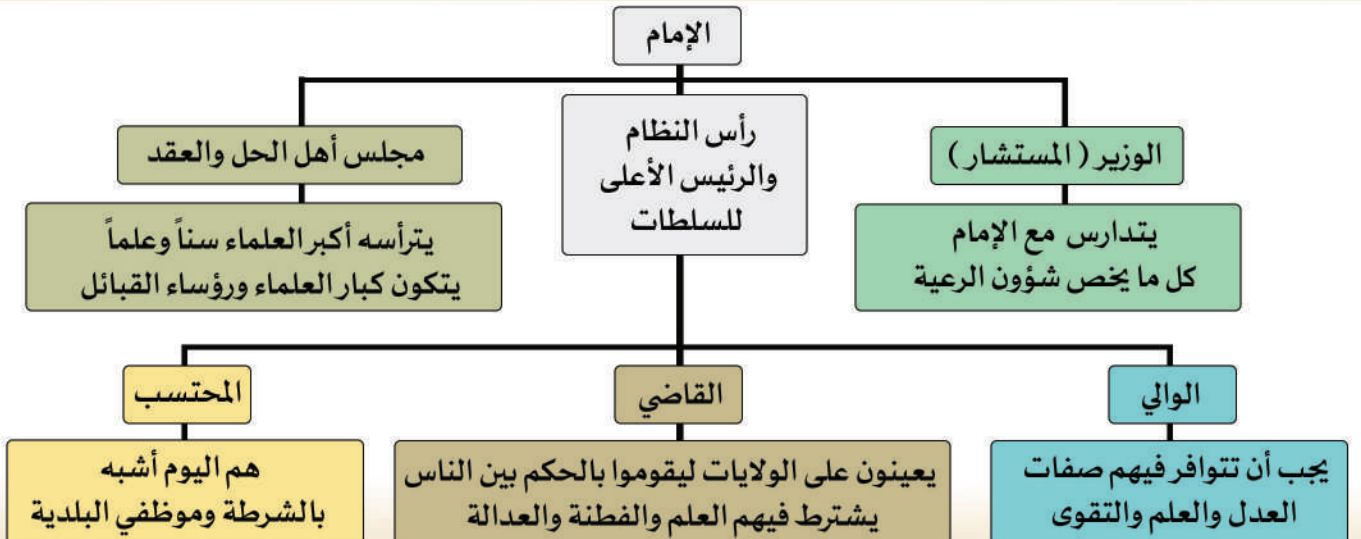 الإمام
رأس النظام
والرئيس الأعلى
للسلطات
الوزير (المستشار)
يتدارس مع الإمام
كل ما يخص شؤون الرعية
مجلس أهل الحل والعقد
يترأسه أكبر العلماء سناً وعلماً
يتكون كبار العلماء ورؤساء القبائل
الوالي
يجب أن تتوافر فيهم صفات
العدل والعلم والتقوى
القاضي
يعينون على الولايات ليقوموا بالحكم بين الناس
يشترط فيهم العلم والفطنة والعدالة
المحتسب
هم اليوم أشبه
بالشرطة وموظفي البلدية